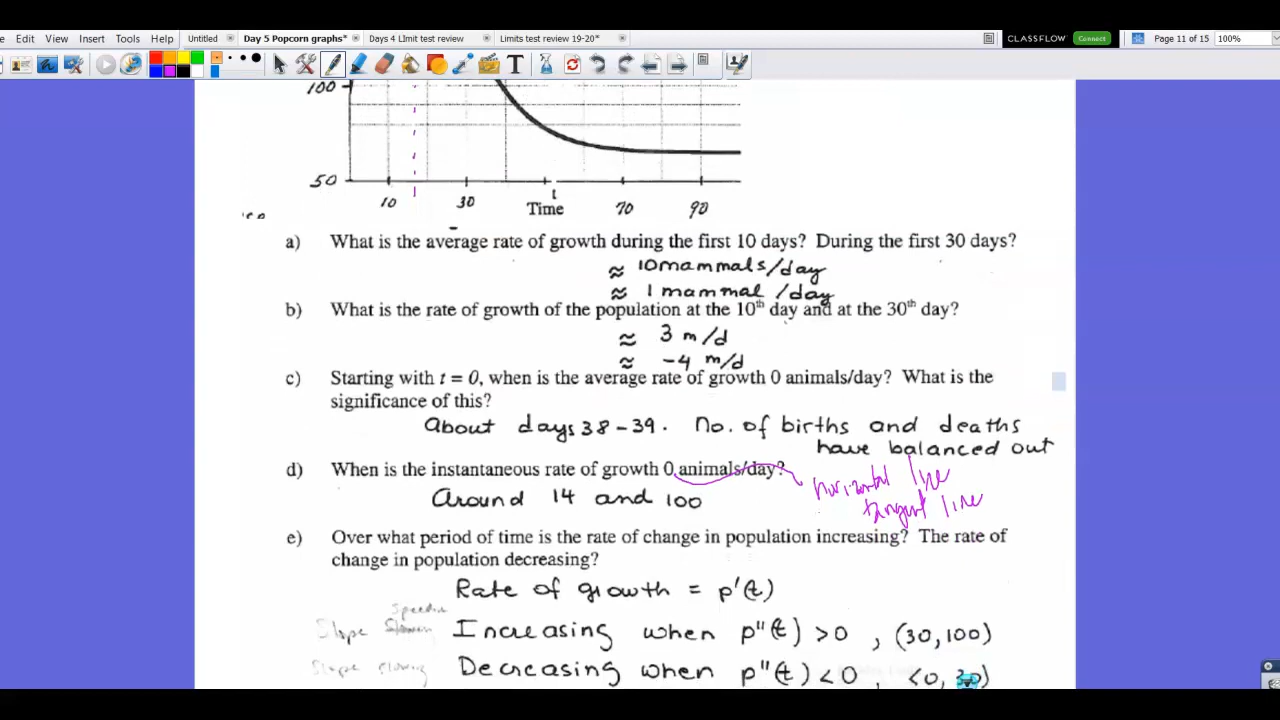 Edit View Insert Tools Help Untitled Day 5 Popcorn graphs* Days 4 LImit test review Limits test review 19-20* CLASSFLOW Connect Page 11 of 15 100%
100
50
10 30 Time 70 90
t
a) What is the average rate of growth during the first 10 days? During the first 30 days?
≈ 10 mammals/day
≈ 1 mammal /day
b) What is the rate of growth of the population at the 10th day and at the 30th day?
≈ 3 m/d
≈ -4 m/d
c) Starting with t = 0, when is the average rate of growth 0 animals/day? What is the
significance of this?
About days 38-39. No. of births and deaths
have balanced out
d) When is the instantaneous rate of growth 0 animals/day?
horizontal line
Around 14 and 100
tangent line
e) Over what period of time is the rate of change in population increasing? The rate of
change in population decreasing?
Rate of growth = p'(t)
Slope
Increasing when p"(t) > 0 , (30,100)
Slope
Decreasing when p"(t) < 0 , <0, 30)